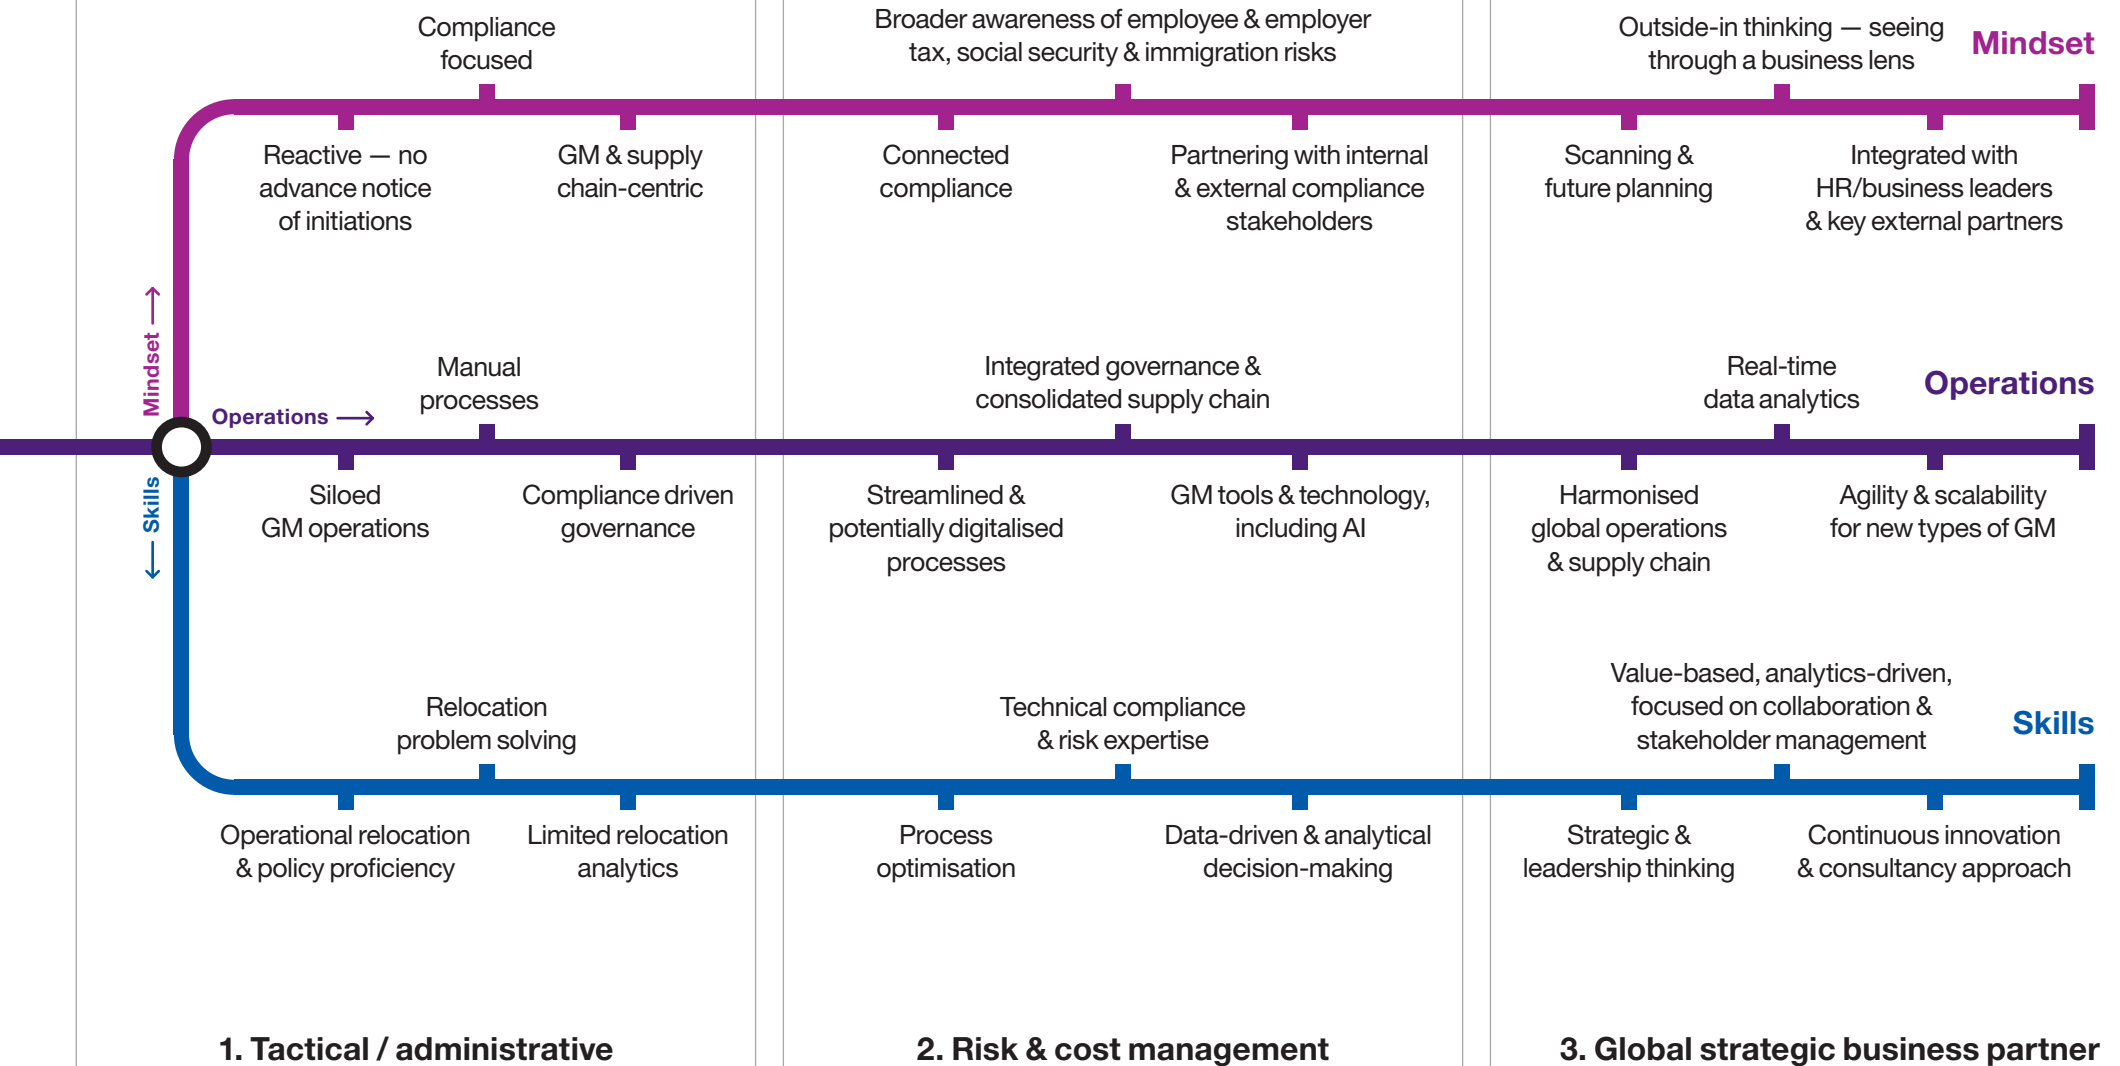 Compliance
focused
Broader awareness of employee & employer
tax, social security & immigration risks
Outside-in thinking — seeing
through a business lens
Mindset
Reactive — no
advance notice
of initiations
GM & supply
chain-centric
Connected
compliance
Partnering with internal
& external compliance
stakeholders
Scanning &
future planning
Integrated with
HR/business leaders
& key external partners
Mindset
Operations
Skills
Manual
processes
Integrated governance &
consolidated supply chain
Real-time
data analytics
Operations
Siloed
GM operations
Compliance driven
governance
Streamlined &
potentially digitalised
processes
GM tools & technology,
including AI
Harmonised
global operations
& supply chain
Agility & scalability
for new types of GM
Relocation
problem solving
Technical compliance
& risk expertise
Value-based, analytics-driven,
focused on collaboration &
stakeholder management
Skills
Operational relocation
& policy proficiency
Limited relocation
analytics
Process
optimisation
Data-driven & analytical
decision-making
Strategic &
leadership thinking
Continuous innovation
& consultancy approach
1. Tactical / administrative
2. Risk & cost management
3. Global strategic business partner